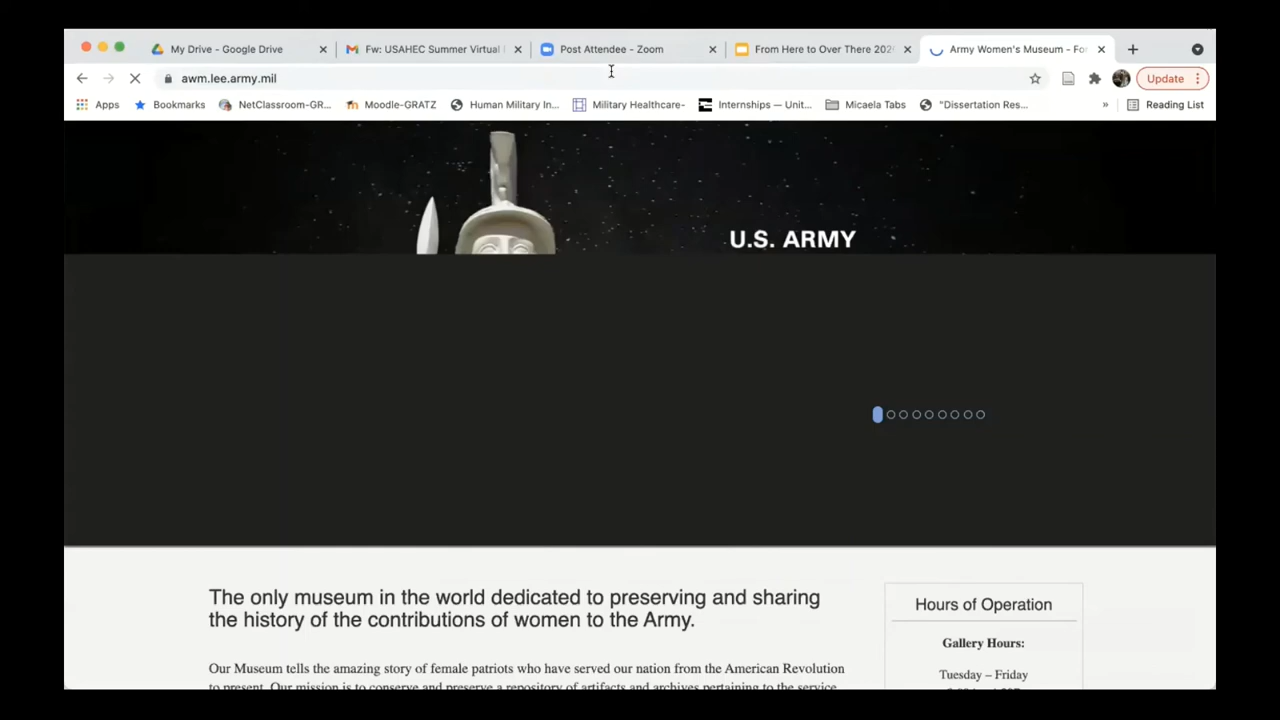 My Drive - Google Drive
Fw: USAHEC Summer Virtual
Post Attendee - Zoom
From Here to Over There 202
Army Women's Museum - Fo
awm.lee.army.mil
Update
Apps
Bookmarks
NetClassroom-GR...
Moodle-GRATZ
Human Military In...
Military Healthcare-
Internships — Unit...
Micaela Tabs
"Dissertation Res...
»
Reading List
U.S. ARMY
The only museum in the world dedicated to preserving and sharing
the history of the contributions of women to the Army.
Our Museum tells the amazing story of female patriots who have served our nation from the American Revolution
to present. Our mission is to conserve and preserve a repository of artifacts and archives pertaining to the service
Hours of Operation
Gallery Hours:
Tuesday – Friday